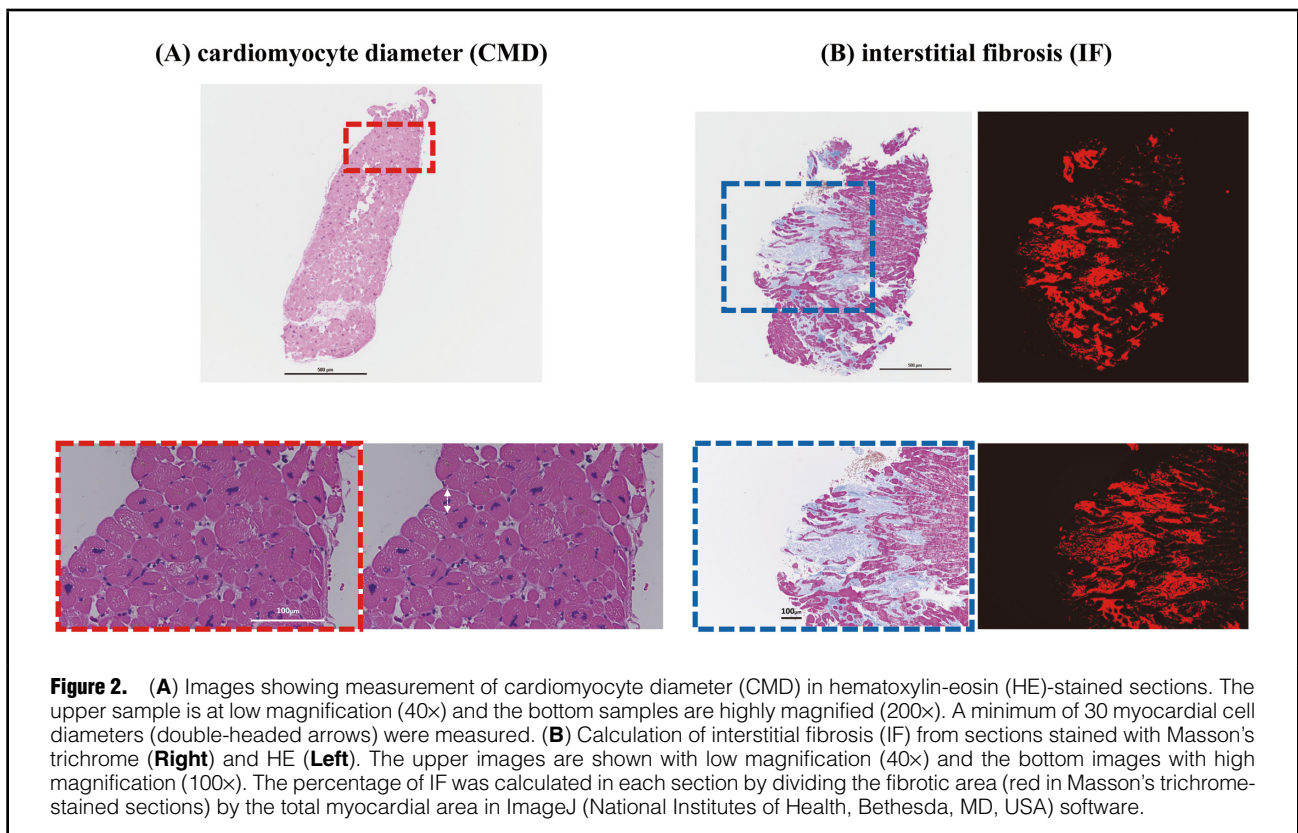 (A) cardiomyocyte diameter (CMD)
(B) interstitial fibrosis (IF)
500 μm
100μm
100μm
Figure 2. (A) Images showing measurement of cardiomyocyte diameter (CMD) in hematoxylin-eosin (HE)-stained sections. The
upper sample is at low magnification (40×) and the bottom samples are highly magnified (200×). A minimum of 30 myocardial cell
diameters (double-headed arrows) were measured. (B) Calculation of interstitial fibrosis (IF) from sections stained with Masson's
trichrome (Right) and HE (Left). The upper images are shown with low magnification (40×) and the bottom images with high
magnification (100×). The percentage of IF was calculated in each section by dividing the fibrotic area (red in Masson's trichrome-
stained sections) by the total myocardial area in ImageJ (National Institutes of Health, Bethesda, MD, USA) software.